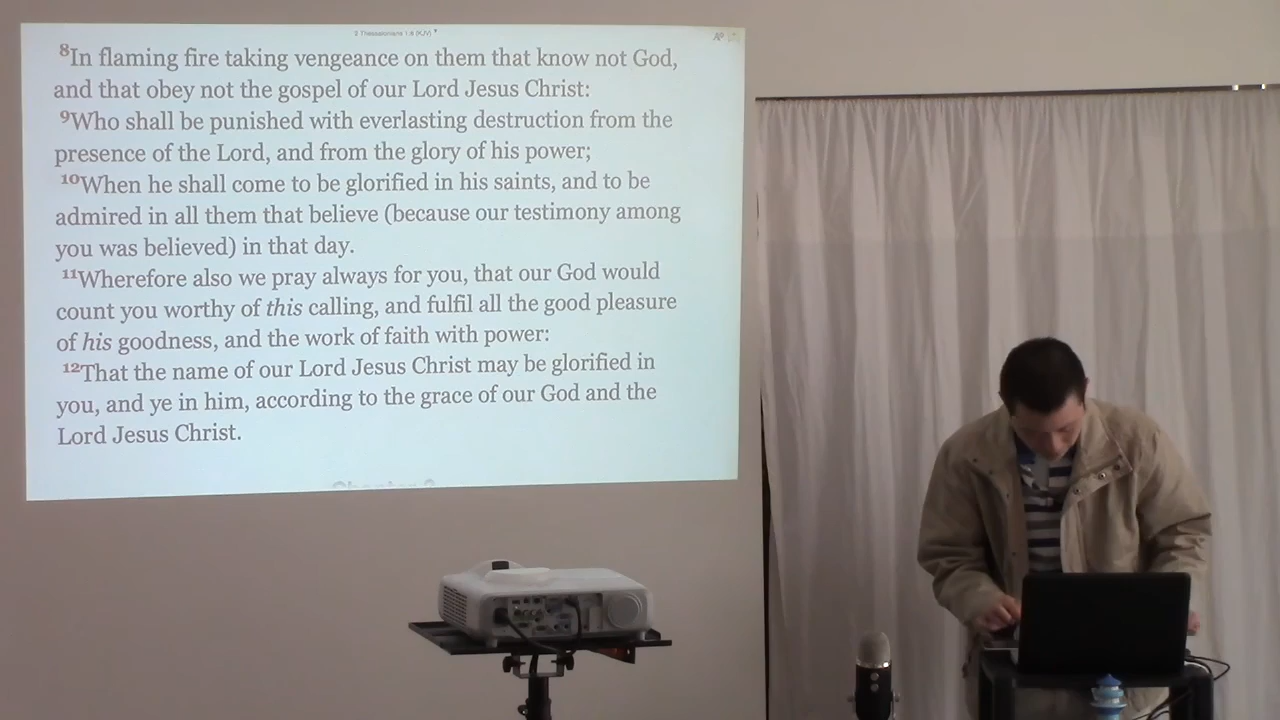 2 Thessalonians 1:8 (KJV)
8In flaming fire taking vengeance on them that know not God,
and that obey not the gospel of our Lord Jesus Christ:
9Who shall be punished with everlasting destruction from the
presence of the Lord, and from the glory of his power;
10When he shall come to be glorified in his saints, and to be
admired in all them that believe (because our testimony among
you was believed) in that day.
11Wherefore also we pray always for you, that our God would
count you worthy of this calling, and fulfil all the good pleasure
of his goodness, and the work of faith with power:
12That the name of our Lord Jesus Christ may be glorified in
you, and ye in him, according to the grace of our God and the
Lord Jesus Christ.